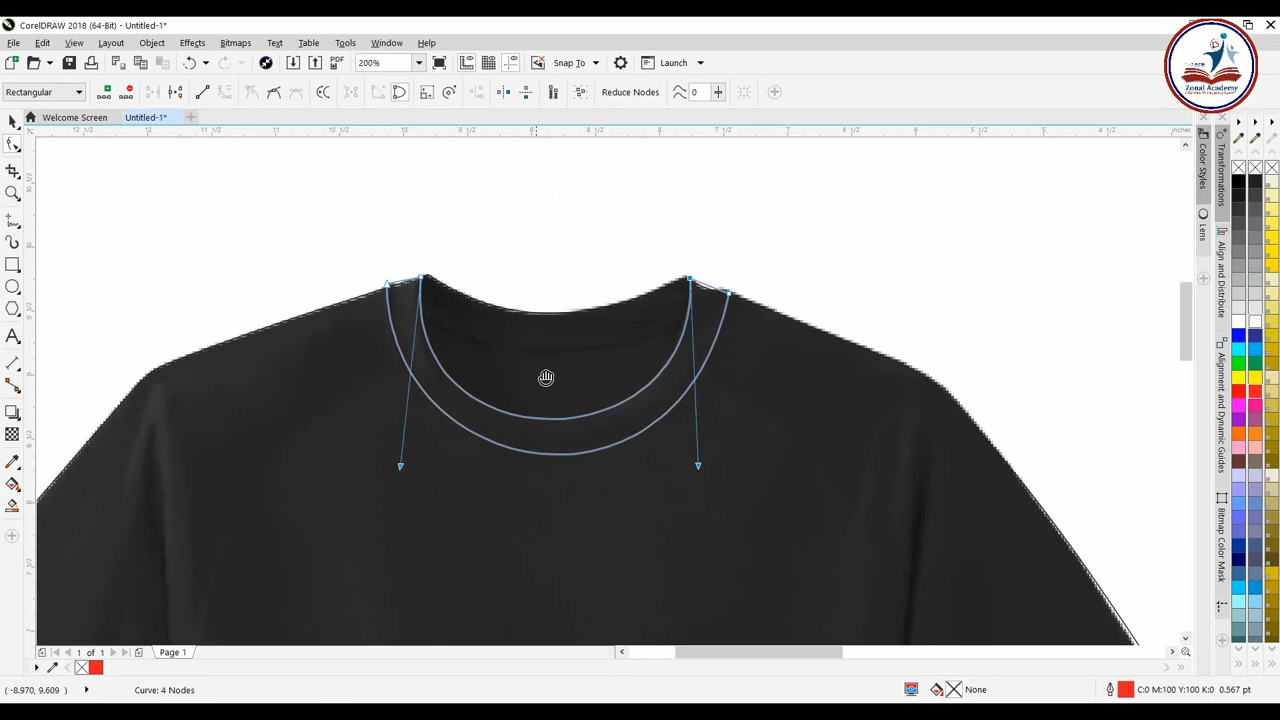 CorelDRAW 2018 (64-Bit) - Untitled-1*
File Edit View Layout Object Effects Bitmaps Text Table Tools Window Help
PDF 200% Snap To Launch
Zonal Academy
Rectangular Reduce Nodes 0
Welcome Screen Untitled-1*
inches
Color Styles
Lens
Transformations
Align and Distribute
Alignment and Dynamic Guides
Bitmap Color Mask
1 of 1 Page 1
( -8.970, 9.609 ) Curve: 4 Nodes None C:0 M:100 Y:100 K:0 0.567 pt